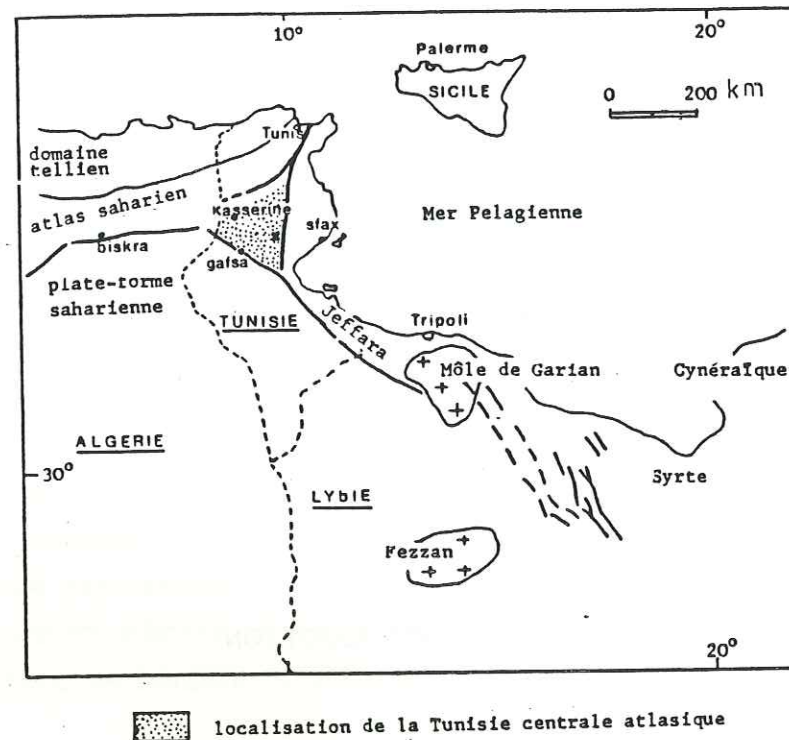 10°
20°
Palerme
SICILE
0 200 km
Tunis
domaine
tellien
atlas saharien
Kasserine
Mer Pelagienne
sfax
biskra
gafsa
plate-forme
saharienne
TUNISIE
Jeffara
Tripoli
Môle de Garian
Cynéraïque
ALGERIE
30°
LYbIE
Syrte
Fezzan
20°
localisation de la Tunisie centrale atlasique